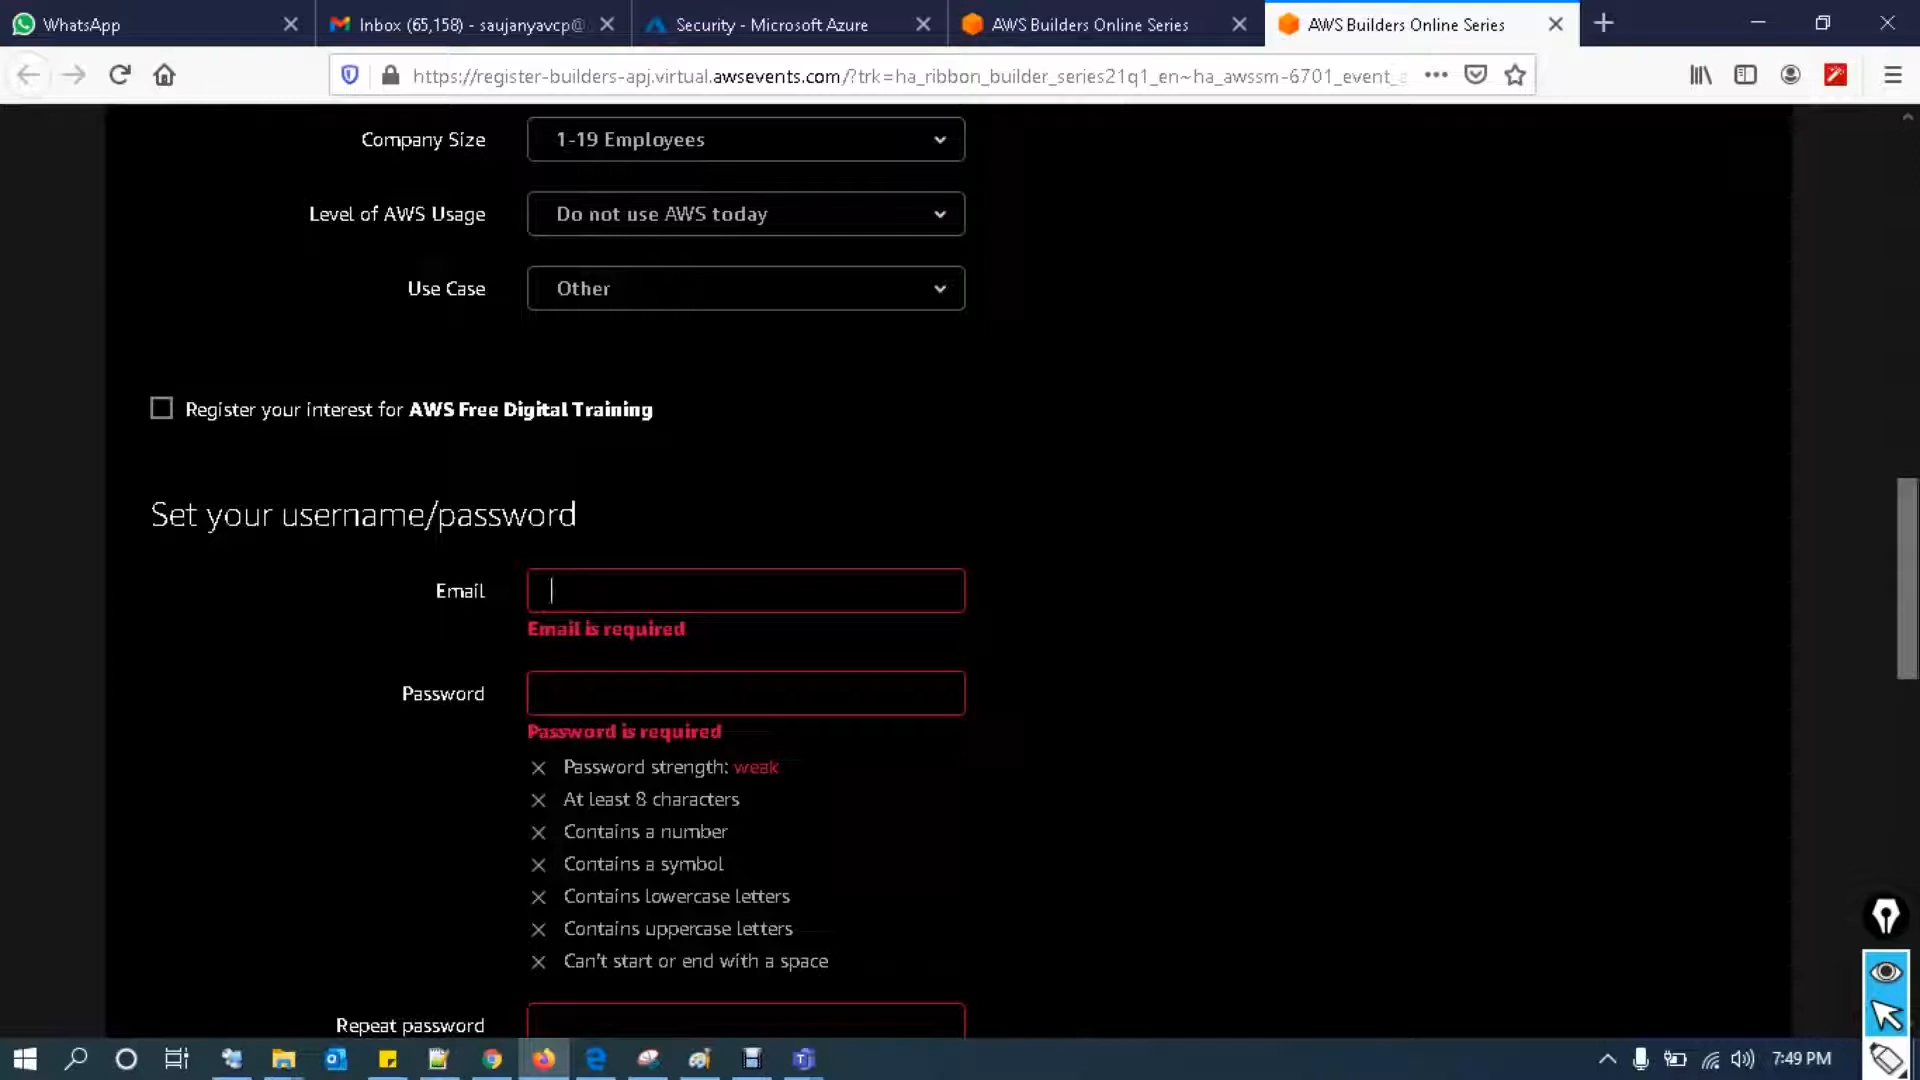 WhatsApp
Inbox (65,158) - saujanyavcp@
Security - Microsoft Azure
AWS Builders Online Series
AWS Builders Online Series
https://register-builders-apj.virtual.awsevents.com/?trk=ha_ribbon_builder_series21q1_en~ha_awssm-6701_event_
Company Size
1-19 Employees
Level of AWS Usage
Do not use AWS today
Use Case
Other
Register your interest for AWS Free Digital Training
Set your username/password
Email
Email is required
Password
Password is required
Password strength: weak
At least 8 characters
Contains a number
Contains a symbol
Contains lowercase letters
Contains uppercase letters
Can't start or end with a space
Repeat password
7:49 PM